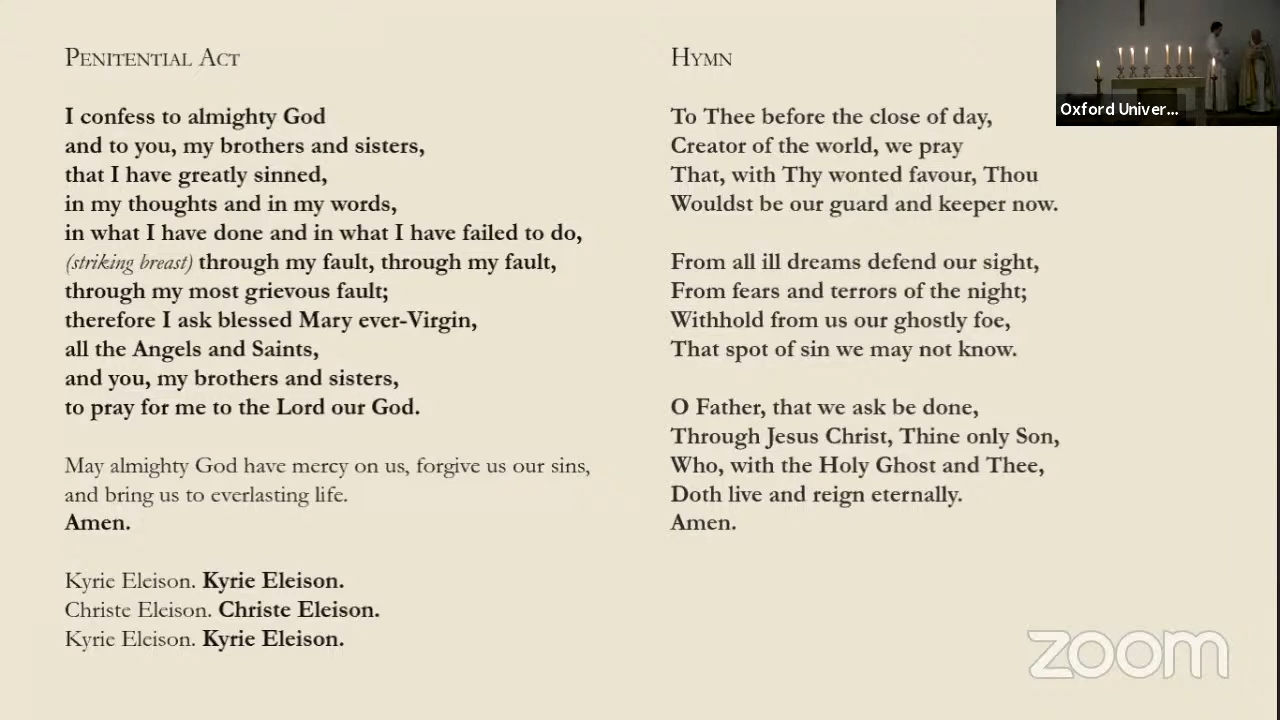 PENITENTIAL ACT
I confess to almighty God
and to you, my brothers and sisters,
that I have greatly sinned,
in my thoughts and in my words,
in what I have done and in what I have failed to do,
(striking breast) through my fault, through my fault,
through my most grievous fault;
therefore I ask blessed Mary ever-Virgin,
all the Angels and Saints,
and you, my brothers and sisters,
to pray for me to the Lord our God.
May almighty God have mercy on us, forgive us our sins,
and bring us to everlasting life.
Amen.
Kyrie Eleison. Kyrie Eleison.
Christe Eleison. Christe Eleison.
Kyrie Eleison. Kyrie Eleison.
HYMN
To Thee before the close of day,
Creator of the world, we pray
That, with Thy wonted favour, Thou
Wouldst be our guard and keeper now.
From all ill dreams defend our sight,
From fears and terrors of the night;
Withhold from us our ghostly foe,
That spot of sin we may not know.
O Father, that we ask be done,
Through Jesus Christ, Thine only Son,
Who, with the Holy Ghost and Thee,
Doth live and reign eternally.
Amen.
Oxford Univer...
zoom